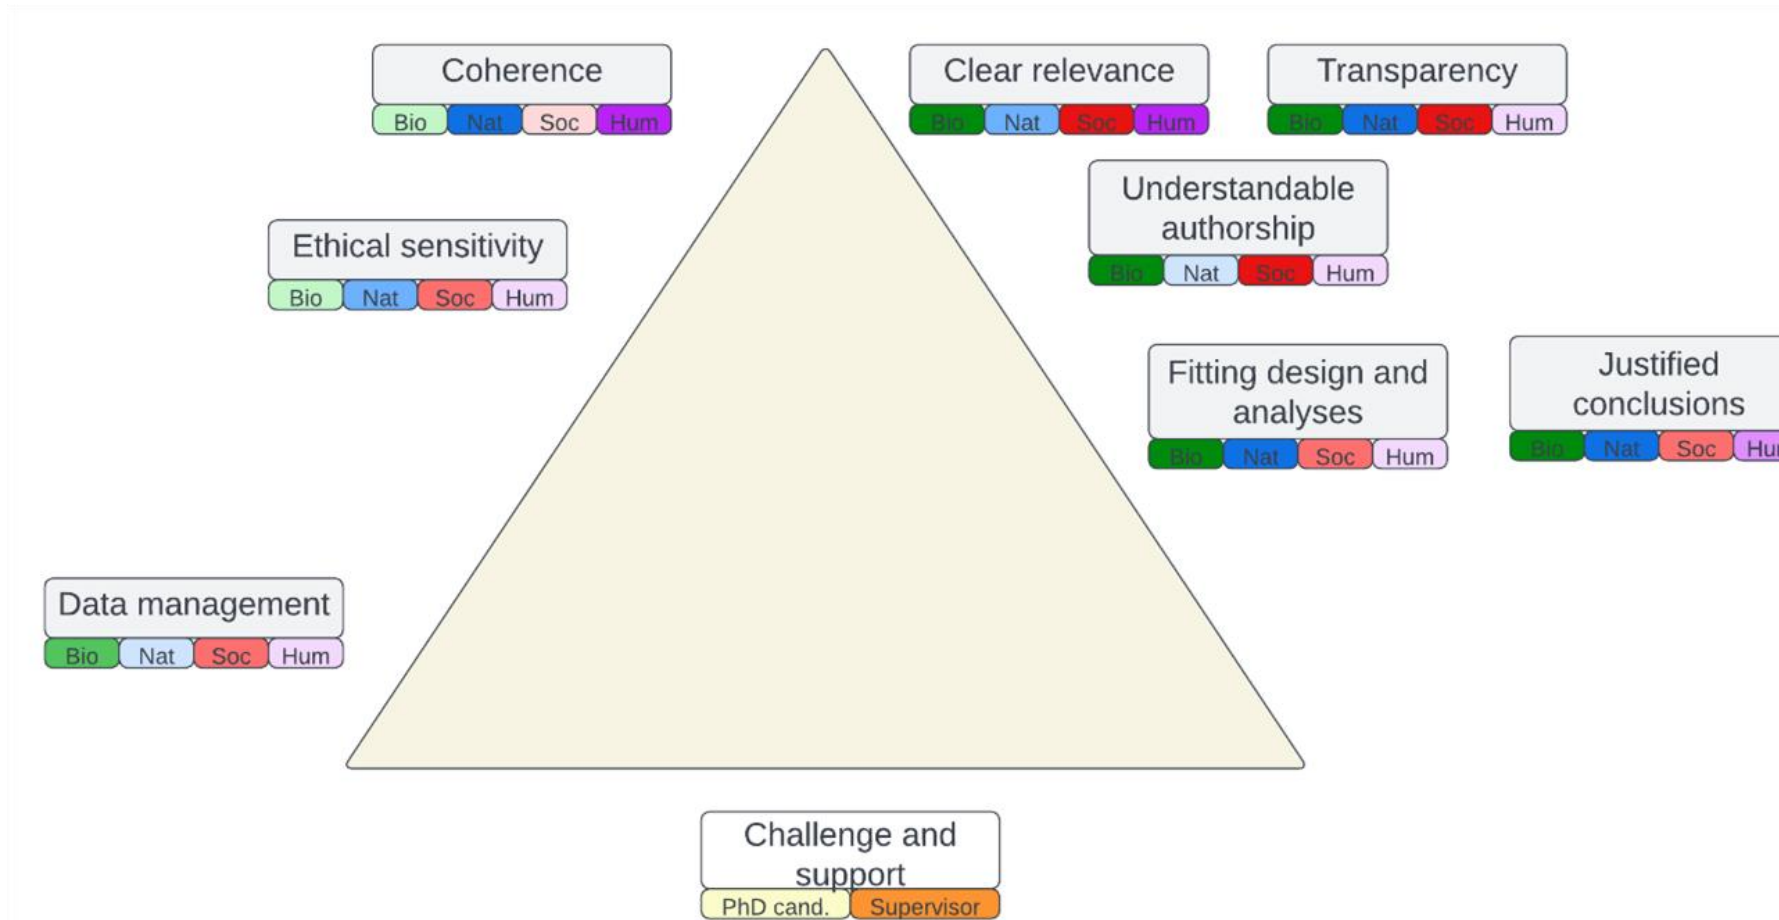 Coherence
Bio Nat Soc Hum
Clear relevance
Bio Nat Soc Hum
Transparency
Bio Nat Soc Hum
Understandable
authorship
Bio Nat Soc Hum
Ethical sensitivity
Bio Nat Soc Hum
Fitting design and
analyses
Bio Nat Soc Hum
Justified
conclusions
Bio Nat Soc
Data management
Bio Nat Soc Hum
Challenge and
support
PhD cand. Supervisor